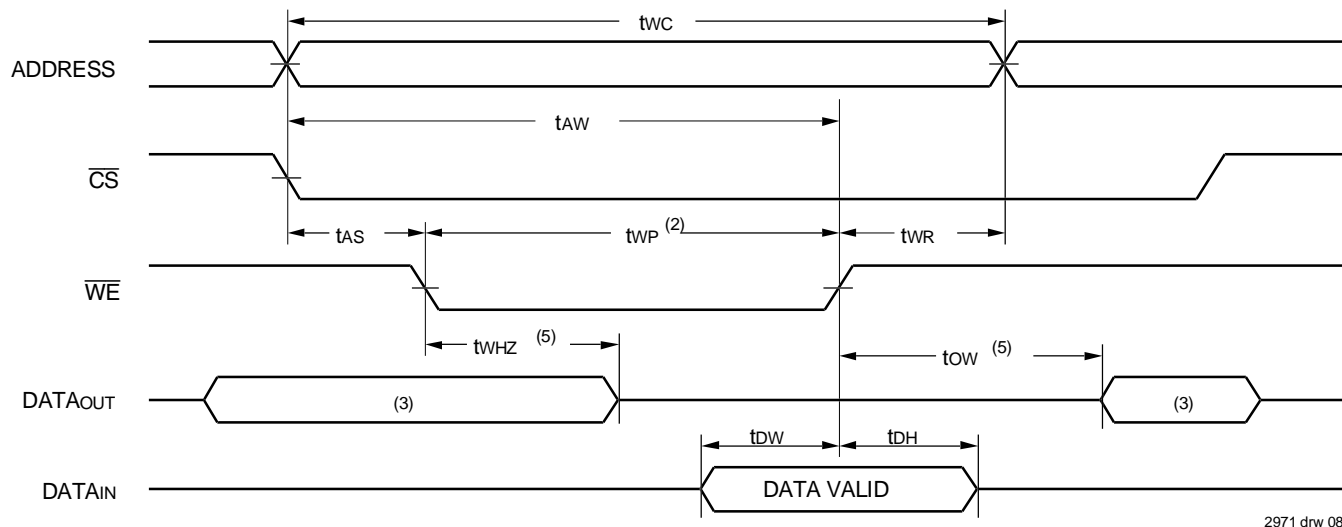 tWC
ADDRESS
tAW
CS
tAS
tWP (2)
tWR
WE
tWHZ (5)
tOW (5)
DATAOUT
(3)
(3)
tDW
tDH
DATAIN
DATA VALID
2971 drw 09